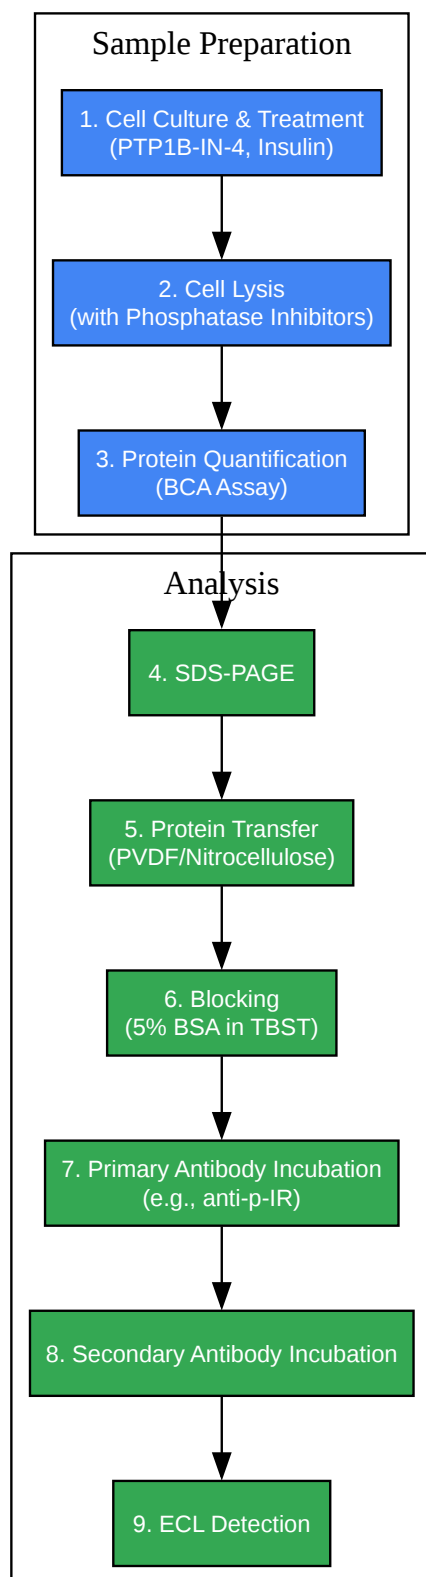 Sample Preparation
1. Cell Culture & Treatment
(PTP1B-IN-4, Insulin)
2. Cell Lysis
(with Phosphatase Inhibitors)
3. Protein Quantification
(BCA Assay)
Analysis
4. SDS-PAGE
5. Protein Transfer
(PVDF/Nitrocellulose)
6. Blocking
(5% BSA in TBST)
7. Primary Antibody Incubation
(e.g., anti-p-IR)
8. Secondary Antibody Incubation
9. ECL Detection